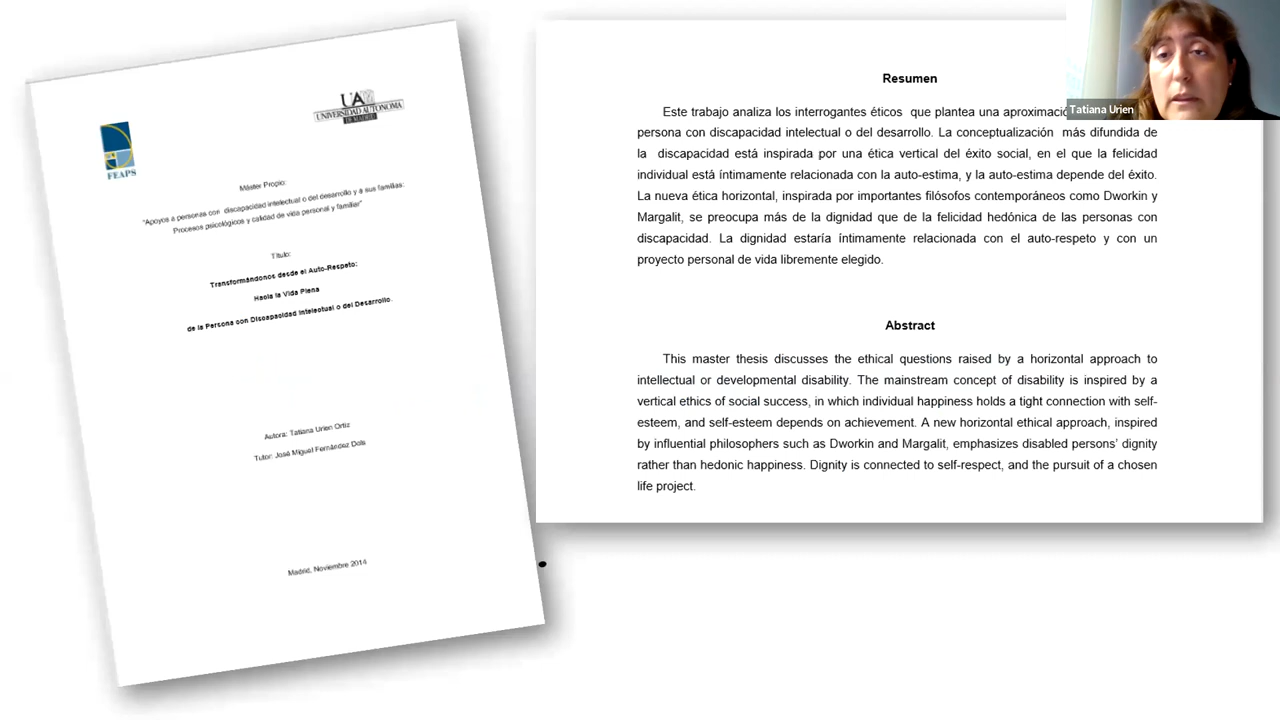 UA
UNIVERSIDAD AUTONOMA
DE MADRID
FEAPS
Máster Propio:
"Apoyos a personas con discapacidad intelectual o del desarrollo y a sus familias:
Procesos psicológicos y calidad de vida personal y familiar"
Título:
Transformándonos desde el Auto-Respeto:
Hacia la Vida Plena
de la Persona con Discapacidad Intelectual o del Desarrollo.
Autora: Tatiana Urien Ortiz
Tutor: José Miguel Fernández Dols
Madrid, Noviembre 2014
Resumen
Este trabajo analiza los interrogantes éticos que plantea una
persona con discapacidad intelectual o del desarrollo. La conceptualización más difundida de
la discapacidad está inspirada por una ética vertical del éxito social, en el que la felicidad
individual está íntimamente relacionada con la auto-estima, y la auto-estima depende del éxito.
La nueva ética horizontal, inspirada por importantes filósofos contemporáneos como Dworkin y
Margalit, se preocupa más de la dignidad que de la felicidad hedónica de las personas con
discapacidad. La dignidad estaría íntimamente relacionada con el auto-respeto y con un
proyecto personal de vida libremente elegido.
Abstract
This master thesis discusses the ethical questions raised by a horizontal approach to
intellectual or developmental disability. The mainstream concept of disability is inspired by a
vertical ethics of social success, in which individual happiness holds a tight connection with self-
esteem, and self-esteem depends on achievement. A new horizontal ethical approach, inspired
by influential philosophers such as Dworkin and Margalit, emphasizes disabled persons' dignity
rather than hedonic happiness. Dignity is connected to self-respect, and the pursuit of a chosen
life project.
Tatiana Urien